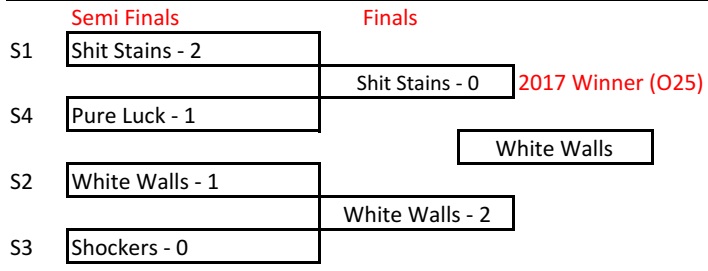 Semi Finals Finals
S1 Shit Stains - 2
Shit Stains - 0 2017 Winner (O25)
S4 Pure Luck - 1
White Walls
S2 White Walls - 1
White Walls - 2
S3 Shockers - 0